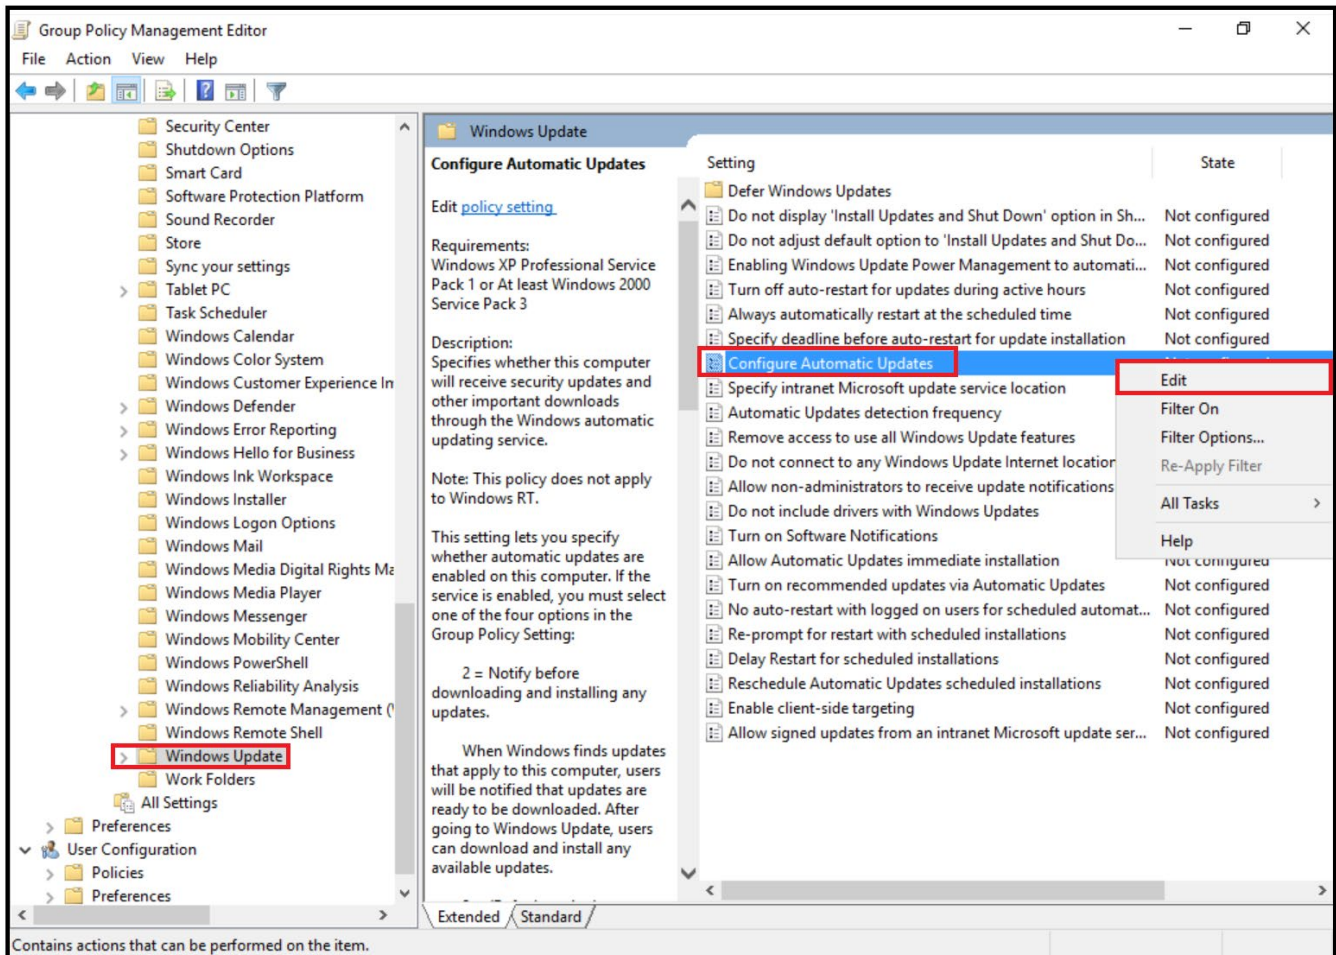 Group Policy Management Editor
File Action View Help
Security Center
Shutdown Options
Smart Card
Software Protection Platform
Sound Recorder
Store
Sync your settings
Tablet PC
Task Scheduler
Windows Calendar
Windows Color System
Windows Customer Experience Im
Windows Defender
Windows Error Reporting
Windows Hello for Business
Windows Ink Workspace
Windows Installer
Windows Logon Options
Windows Mail
Windows Media Digital Rights Ma
Windows Media Player
Windows Messenger
Windows Mobility Center
Windows PowerShell
Windows Reliability Analysis
Windows Remote Management (
Windows Remote Shell
Windows Update
Work Folders
All Settings
Preferences
User Configuration
Policies
Preferences
Windows Update
Configure Automatic Updates
Edit policy setting
Requirements:
Windows XP Professional Service
Pack 1 or At least Windows 2000
Service Pack 3
Description:
Specifies whether this computer
will receive security updates and
other important downloads
through the Windows automatic
updating service.
Note: This policy does not apply
to Windows RT.
This setting lets you specify
whether automatic updates are
enabled on this computer. If the
service is enabled, you must select
one of the four options in the
Group Policy Setting:
2 = Notify before
downloading and installing any
updates.
When Windows finds updates
that apply to this computer, users
will be notified that updates are
ready to be downloaded. After
going to Windows Update, users
can download and install any
available updates.
Setting State
Defer Windows Updates
Do not display 'Install Updates and Shut Down' option in Sh... Not configured
Do not adjust default option to 'Install Updates and Shut Do... Not configured
Enabling Windows Update Power Management to automati... Not configured
Turn off auto-restart for updates during active hours Not configured
Always automatically restart at the scheduled time Not configured
Specify deadline before auto-restart for update installation Not configured
Configure Automatic Updates
Specify intranet Microsoft update service location
Automatic Updates detection frequency
Remove access to use all Windows Update features
Do not connect to any Windows Update Internet location
Allow non-administrators to receive update notifications
Do not include drivers with Windows Updates
Turn on Software Notifications
Allow Automatic Updates immediate installation Not configured
Turn on recommended updates via Automatic Updates Not configured
No auto-restart with logged on users for scheduled automat... Not configured
Re-prompt for restart with scheduled installations Not configured
Delay Restart for scheduled installations Not configured
Reschedule Automatic Updates scheduled installations Not configured
Enable client-side targeting Not configured
Allow signed updates from an intranet Microsoft update ser... Not configured
Edit
Filter On
Filter Options...
Re-Apply Filter
All Tasks
Help
Extended Standard
Contains actions that can be performed on the item.